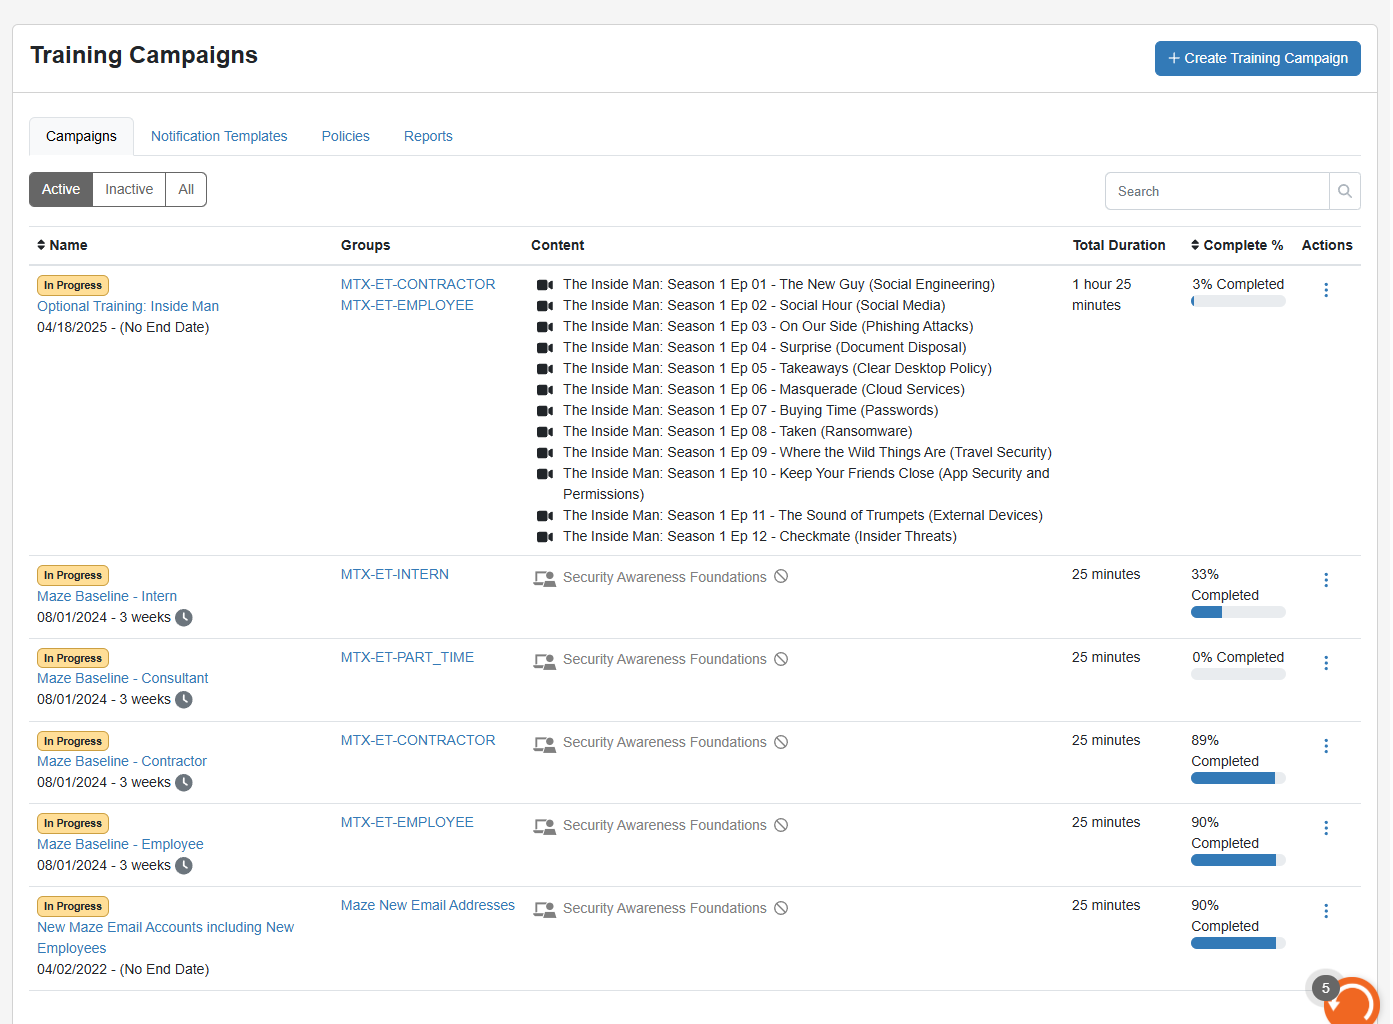 Training Campaigns
+ Create Training Campaign
Campaigns
Notification Templates
Policies
Reports
Active
Inactive
All
Search
Name
Groups
Content
Total Duration
Complete %
Actions
In Progress
Optional Training: Inside Man
04/18/2025 - (No End Date)
MTX-ET-CONTRACTOR
MTX-ET-EMPLOYEE
The Inside Man: Season 1 Ep 01 - The New Guy (Social Engineering)
The Inside Man: Season 1 Ep 02 - Social Hour (Social Media)
The Inside Man: Season 1 Ep 03 - On Our Side (Phishing Attacks)
The Inside Man: Season 1 Ep 04 - Surprise (Document Disposal)
The Inside Man: Season 1 Ep 05 - Takeaways (Clear Desktop Policy)
The Inside Man: Season 1 Ep 06 - Masquerade (Cloud Services)
The Inside Man: Season 1 Ep 07 - Buying Time (Passwords)
The Inside Man: Season 1 Ep 08 - Taken (Ransomware)
The Inside Man: Season 1 Ep 09 - Where the Wild Things Are (Travel Security)
The Inside Man: Season 1 Ep 10 - Keep Your Friends Close (App Security and
Permissions)
The Inside Man: Season 1 Ep 11 - The Sound of Trumpets (External Devices)
The Inside Man: Season 1 Ep 12 - Checkmate (Insider Threats)
1 hour 25
minutes
3% Completed
In Progress
Maze Baseline - Intern
08/01/2024 - 3 weeks
MTX-ET-INTERN
Security Awareness Foundations
25 minutes
33%
Completed
In Progress
Maze Baseline - Consultant
08/01/2024 - 3 weeks
MTX-ET-PART_TIME
Security Awareness Foundations
25 minutes
0% Completed
In Progress
Maze Baseline - Contractor
08/01/2024 - 3 weeks
MTX-ET-CONTRACTOR
Security Awareness Foundations
25 minutes
89%
Completed
In Progress
Maze Baseline - Employee
08/01/2024 - 3 weeks
MTX-ET-EMPLOYEE
Security Awareness Foundations
25 minutes
90%
Completed
In Progress
New Maze Email Accounts including New
Employees
04/02/2022 - (No End Date)
Maze New Email Addresses
Security Awareness Foundations
25 minutes
90%
Completed
5